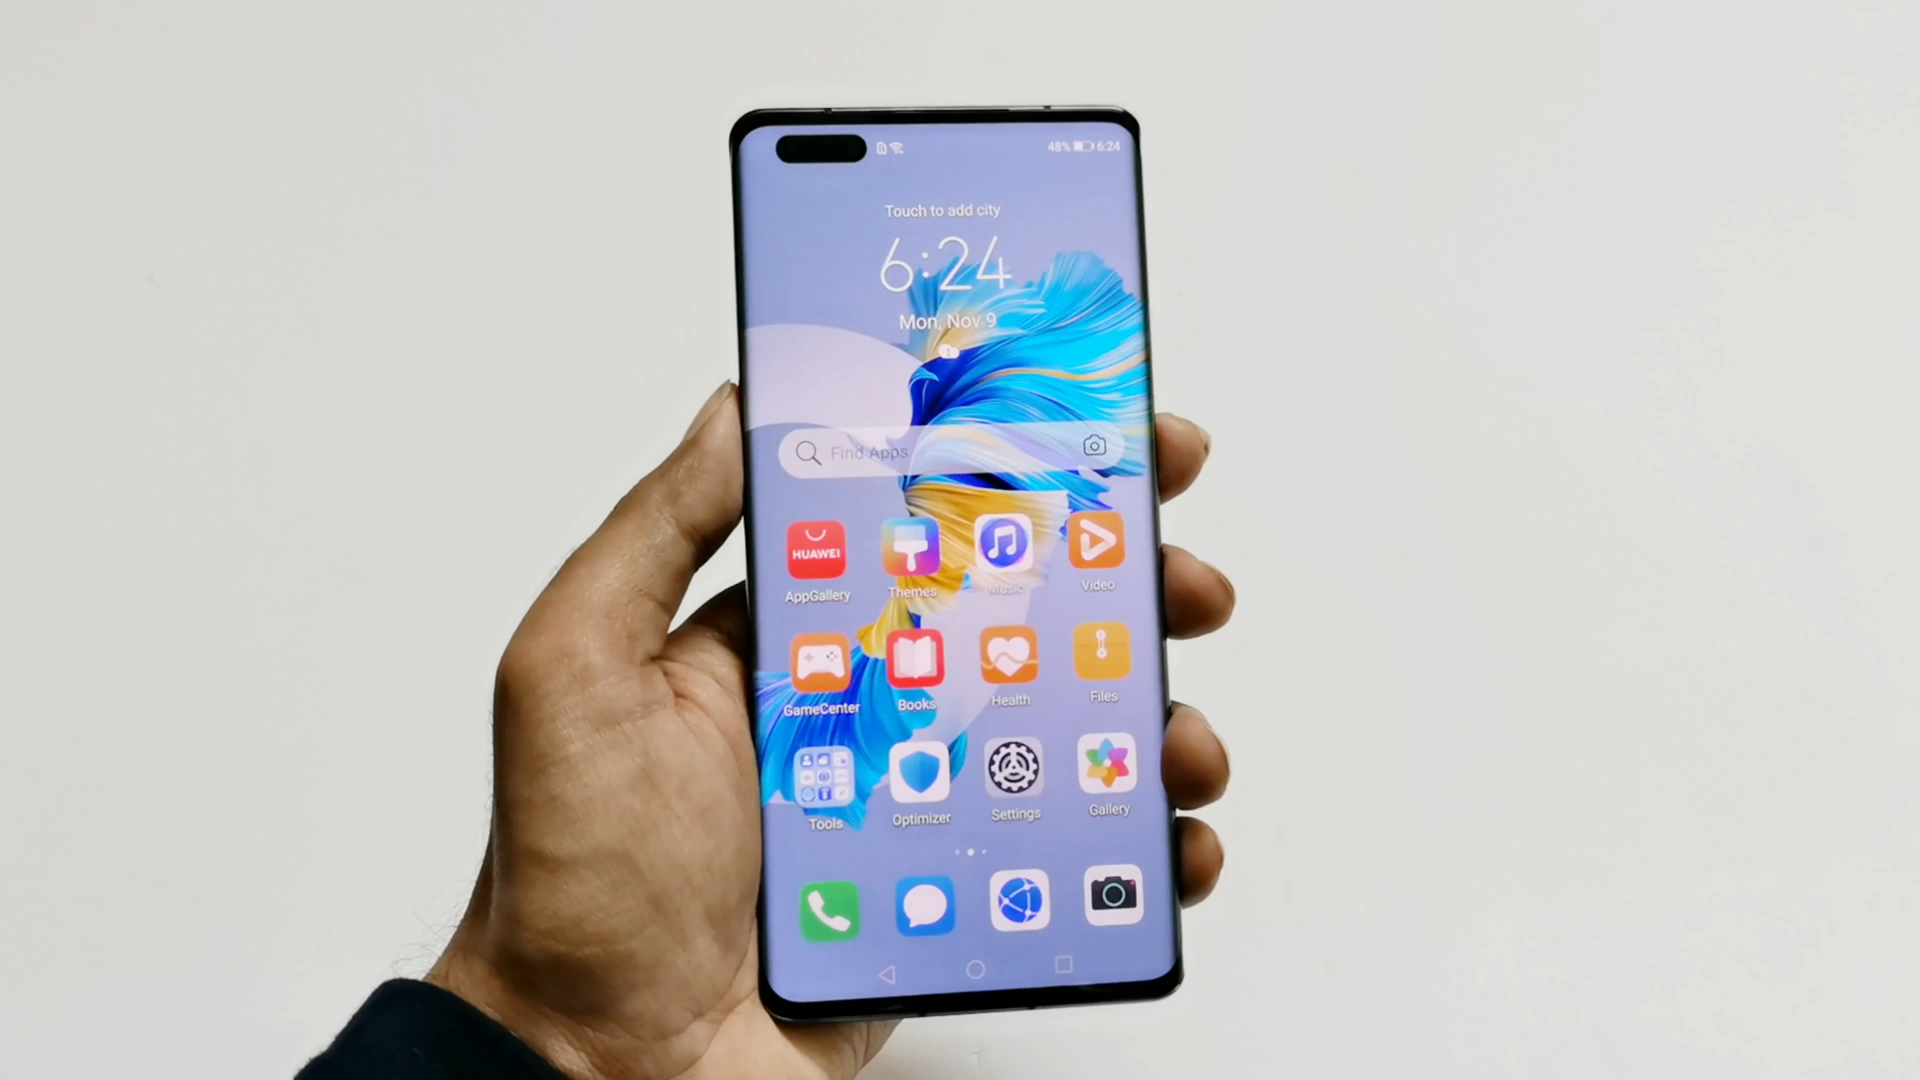 48% 6:24
Touch to add city
6:24
Mon, Nov 9
Find Apps
HUAWEI
AppGallery Themes Music Video
GameCenter Books Health Files
Tools Optimizer Settings Gallery